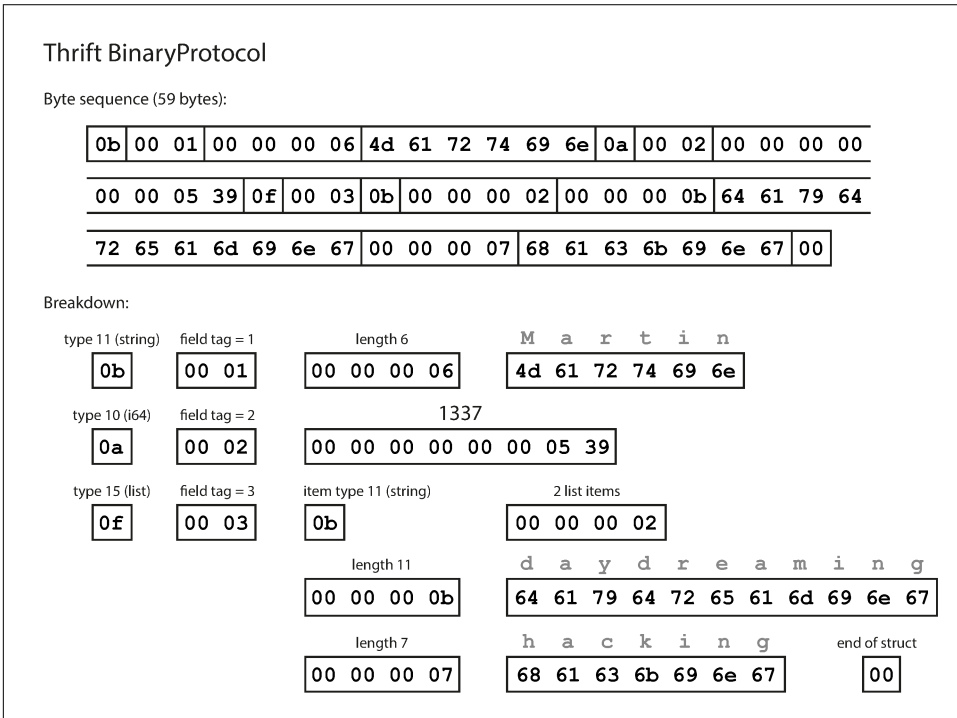 Thrift BinaryProtocol
Byte sequence (59 bytes):
0b 00 01 00 00 00 06 4d 61 72 74 69 6e 0a 00 02 00 00 00 00
00 00 05 39 0f 00 03 0b 00 00 00 02 00 00 00 0b 64 61 79 64
72 65 61 6d 69 6e 67 00 00 00 07 68 61 63 6b 69 6e 67 00
Breakdown:
type 11 (string) field tag = 1 length 6 M a r t i n
0b 00 01 00 00 00 06 4d 61 72 74 69 6e
type 10 (i64) field tag = 2 1337
0a 00 02 00 00 00 00 00 00 05 39
type 15 (list) field tag = 3 item type 11 (string) 2 list items
0f 00 03 0b 00 00 00 02
length 11 d a y d r e a m i n g
00 00 00 0b 64 61 79 64 72 65 61 6d 69 6e 67
length 7 h a c k i n g end of struct
00 00 00 07 68 61 63 6b 69 6e 67 00